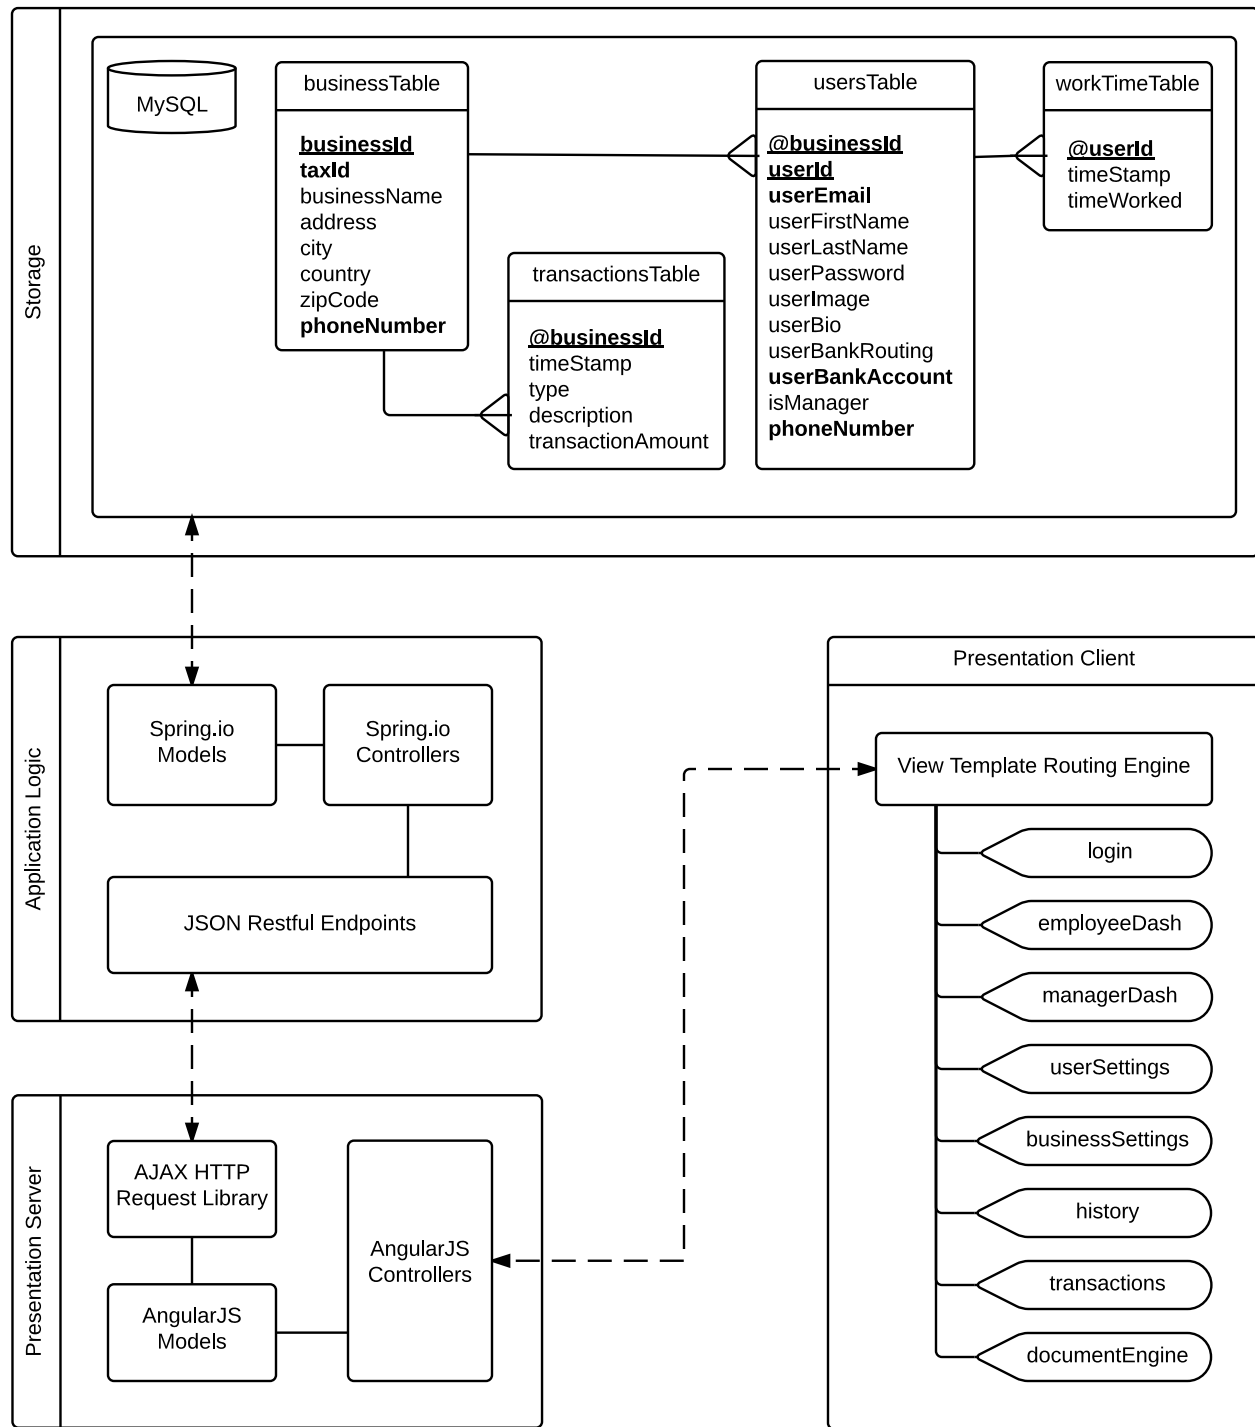 Storage
MySQL
businessTable
businessId
taxId
businessName
address
city
country
zipCode
phoneNumber
transactionsTable
@businessId
timeStamp
type
description
transactionAmount
usersTable
@businessId
userId
userEmail
userFirstName
userLastName
userPassword
userImage
userBio
userBankRouting
userBankAccount
isManager
phoneNumber
workTimeTable
@userId
timeStamp
timeWorked
Application Logic
Spring.io
Models
Spring.io
Controllers
JSON Restful Endpoints
Presentation Server
AJAX HTTP
Request Library
AngularJS
Models
AngularJS
Controllers
Presentation Client
View Template Routing Engine
login
employeeDash
managerDash
userSettings
businessSettings
history
transactions
documentEngine